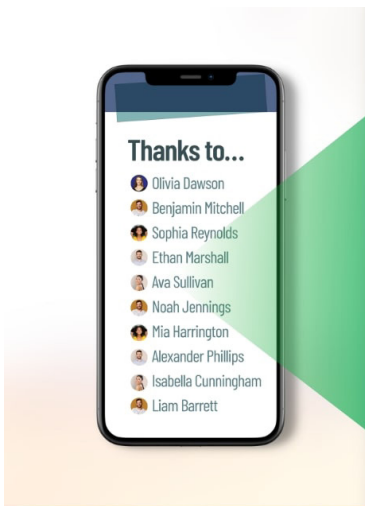 Thanks to...
Olivia Dawson
Benjamin Mitchell
Sophia Reynolds
Ethan Marshall
Ava Sullivan
Noah Jennings
Mia Harrington
Alexander Phillips
Isabella Cunningham
Liam Barrett